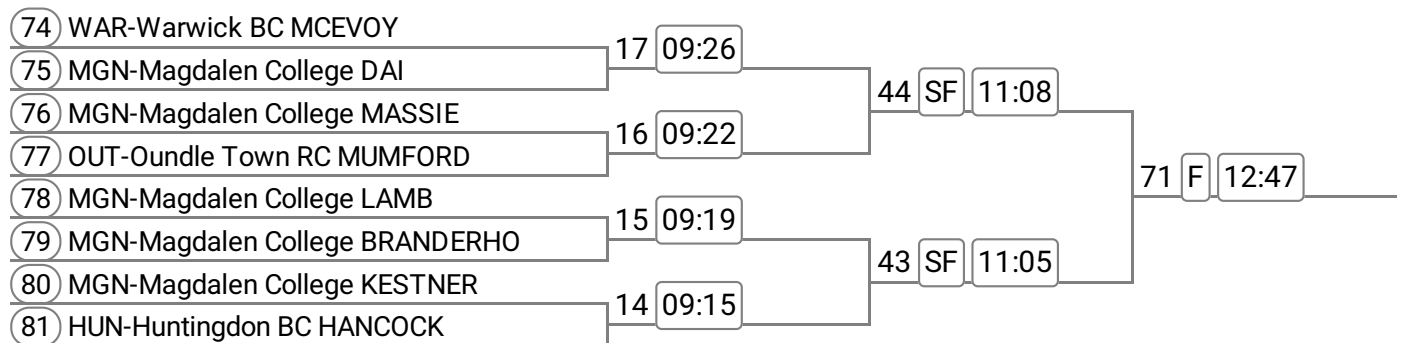 74 WAR-Warwick BC MCEVOY
17 09:26
75 MGN-Magdalen College DAI
44 SF 11:08
76 MGN-Magdalen College MASSIE
16 09:22
77 OUT-Oundle Town RC MUMFORD
71 F 12:47
78 MGN-Magdalen College LAMB
15 09:19
79 MGN-Magdalen College BRANDERHO
43 SF 11:05
80 MGN-Magdalen College KESTNER
14 09:15
81 HUN-Huntingdon BC HANCOCK